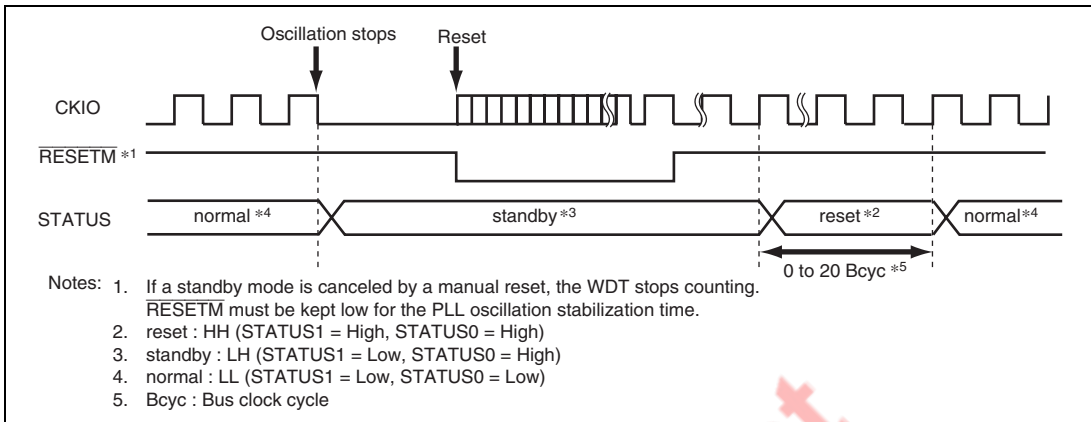 Oscillation stops Reset
CKIO
RESETM *1
STATUS normal *4 standby *3 reset *2 normal *4
0 to 20 Bcyc *5
Notes: 1. If a standby mode is canceled by a manual reset, the WDT stops counting.
RESETM must be kept low for the PLL oscillation stabilization time.
2. reset : HH (STATUS1 = High, STATUS0 = High)
3. standby : LH (STATUS1 = Low, STATUS0 = High)
4. normal : LL (STATUS1 = Low, STATUS0 = Low)
5. Bcyc : Bus clock cycle